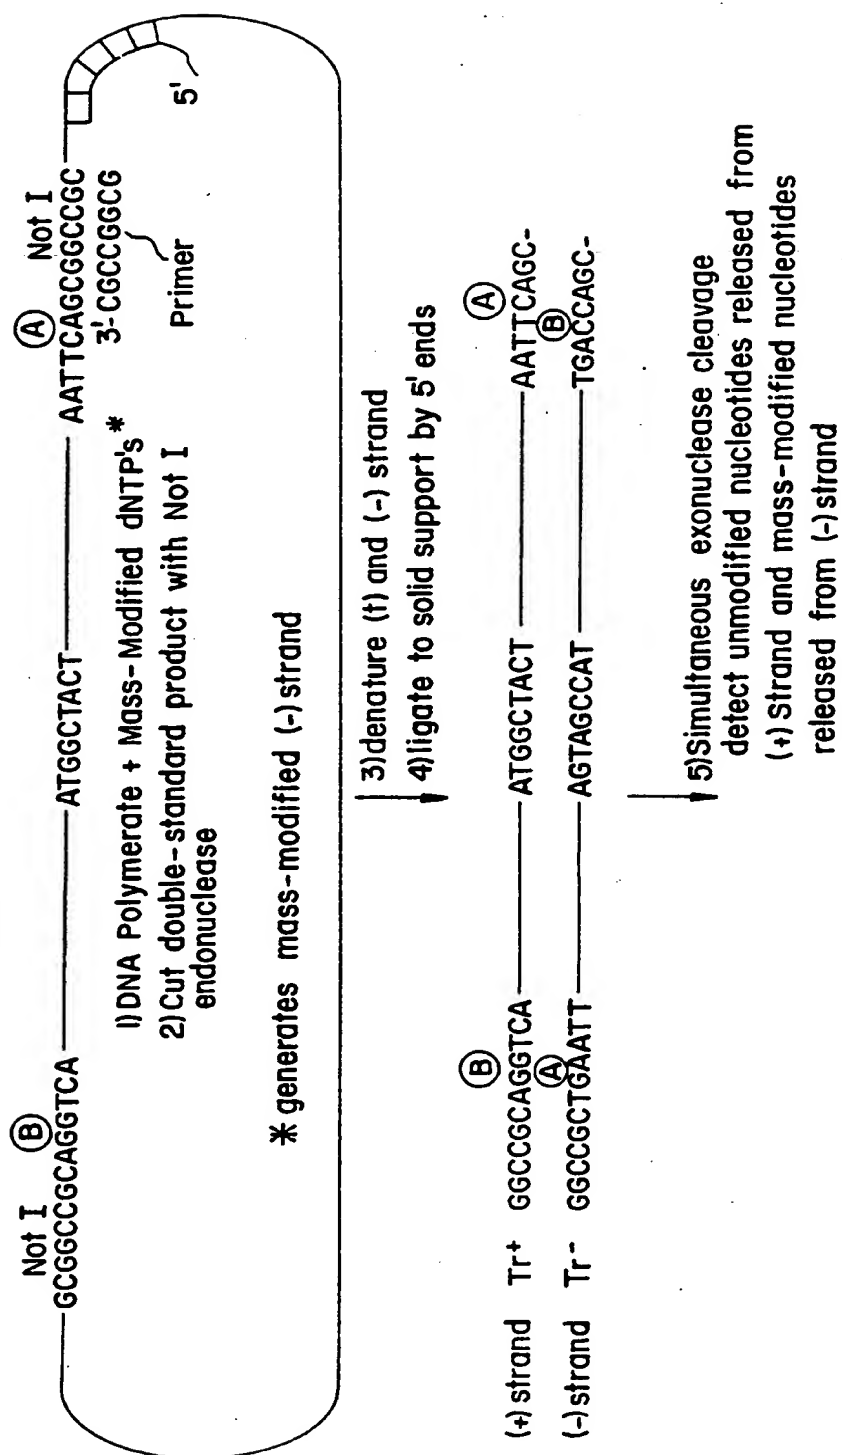 Not I (B)
GCGGCCGCAGGTCA
ATGGCTACT
(A) Not I
AATTCAGCGGCCGC
3'-CGCCGGCG
Primer
5'
1)DNA Polymerate + Mass-Modified dNTP's*
2)Cut double-standard product with Not I
endonuclease
* generates mass-modified (-) strand
3)denature (t) and (-) strand
4)ligate to solid support by 5' ends
(B)
(A)
(+) strand Tr+ GGCCGCAGGTCA ATGGCTACT AATTCAGC-
(A)
(B)
(-) strand Tr- GGCCGCTGAATT AGTAGCCAT TGACCAGC-
5)Simultaneous exonuclease cleavage
detect unmodified nucleotides released from
(+) Strand and mass-modified nucleotides
released from (-) strand